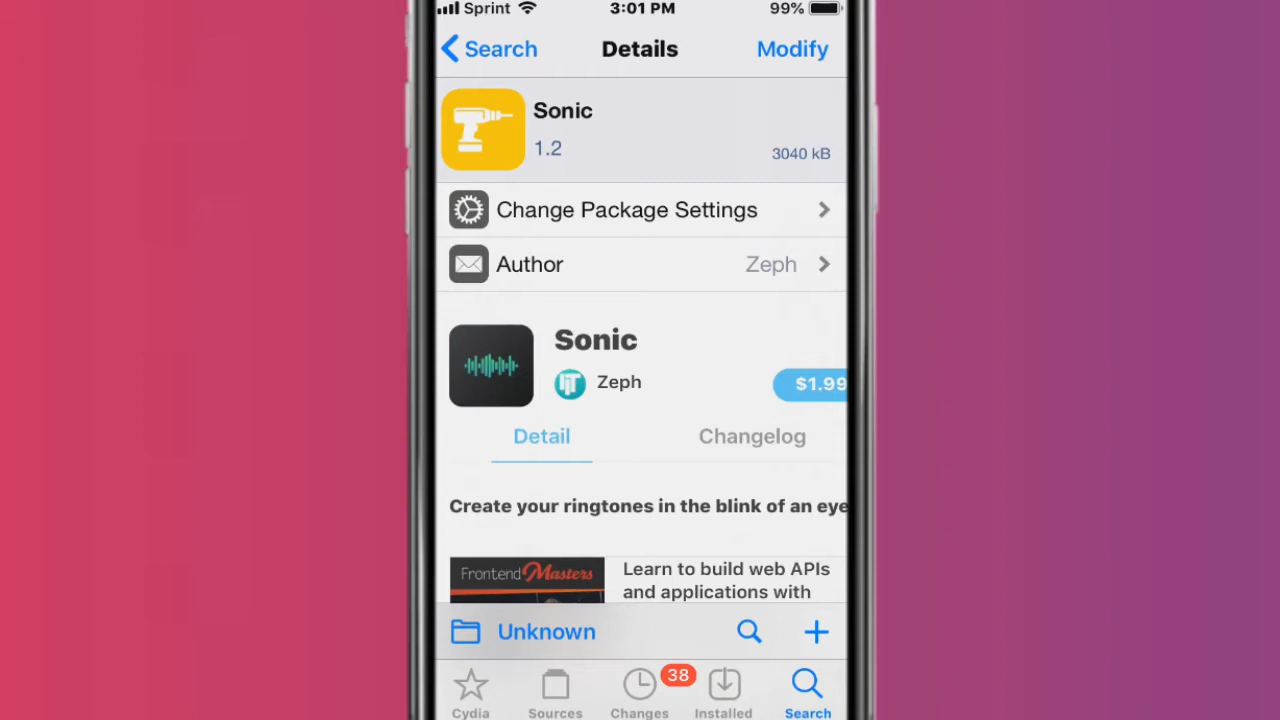 Sprint 3:01 PM 99%
Search Details Modify
Sonic
1.2 3040 kB
Change Package Settings
Author Zeph
Sonic
Zeph $1.99
Detail Changelog
Create your ringtones in the blink of an eye
Frontend Masters
Learn to build web APIs
and applications with
Unknown
38
Cydia Sources Changes Installed Search